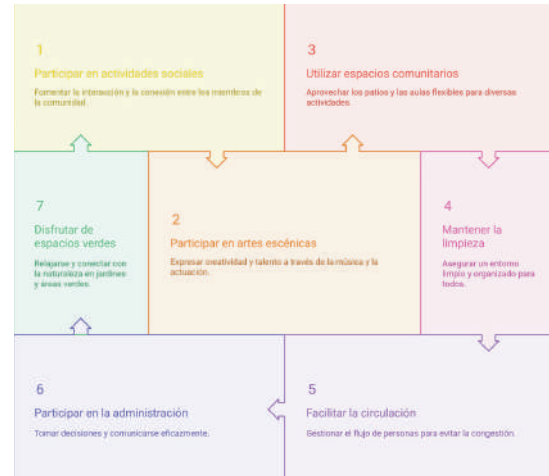 1
Participar en actividades sociales
Fomentar la interacción y la conexión entre los miembros de
la comunidad.
2
Participar en artes escénicas
Expresar creatividad y talento a través de la música y la
actuación.
3
Utilizar espacios comunitarios
Aprovechar los patios y las aulas flexibles para diversas
actividades.
4
Mantener la
limpieza
Asegurar un entorno
limpio y organizado para
todos.
5
Facilitar la circulación
Gestionar el flujo de personas para evitar la congestión.
6
Participar en la administración
Tomar decisiones y comunicarse eficazmente.
7
Disfrutar de
espacios verdes
Relajarse y conectar con
la naturaleza en jardines
y áreas verdes.